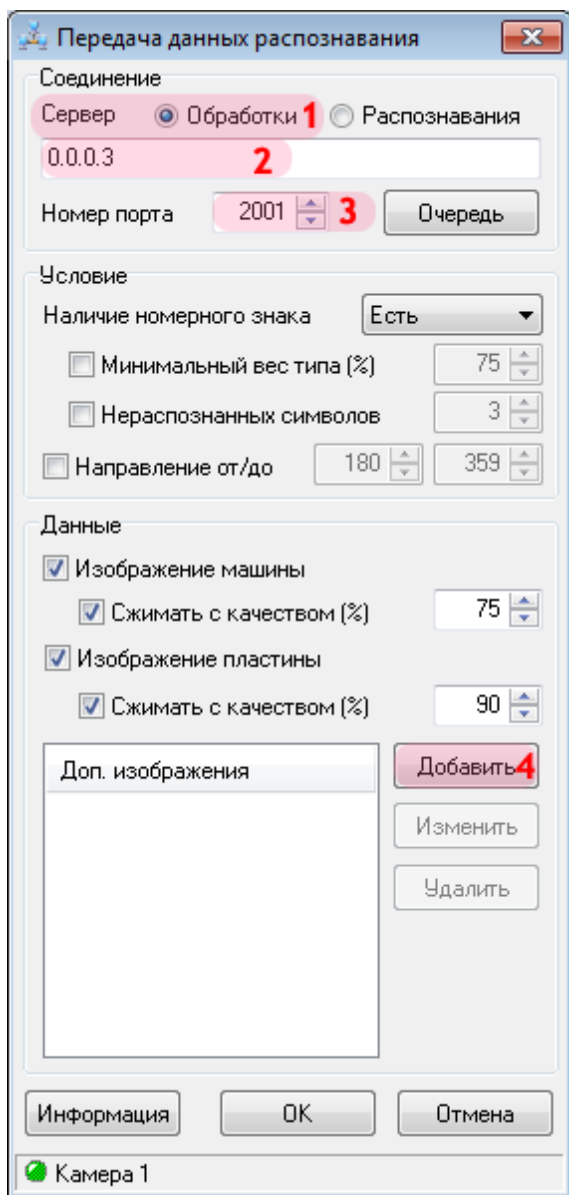 Передача данных распознавания
Соединение
Сервер Обработки 1 Распознавания
0.0.0.3 2
Номер порта 2001 3 Очередь
Условие
Наличие номерного знака Есть
Минимальный вес типа (%) 75
Нераспознанных символов 3
Направление от/до 180 359
Данные
Изображение машины
Сжимать с качеством (%) 75
Изображение пластины
Сжимать с качеством (%) 90
Доп. изображения Добавить 4
Изменить
Удалить
Информация OK Отмена
Камера 1